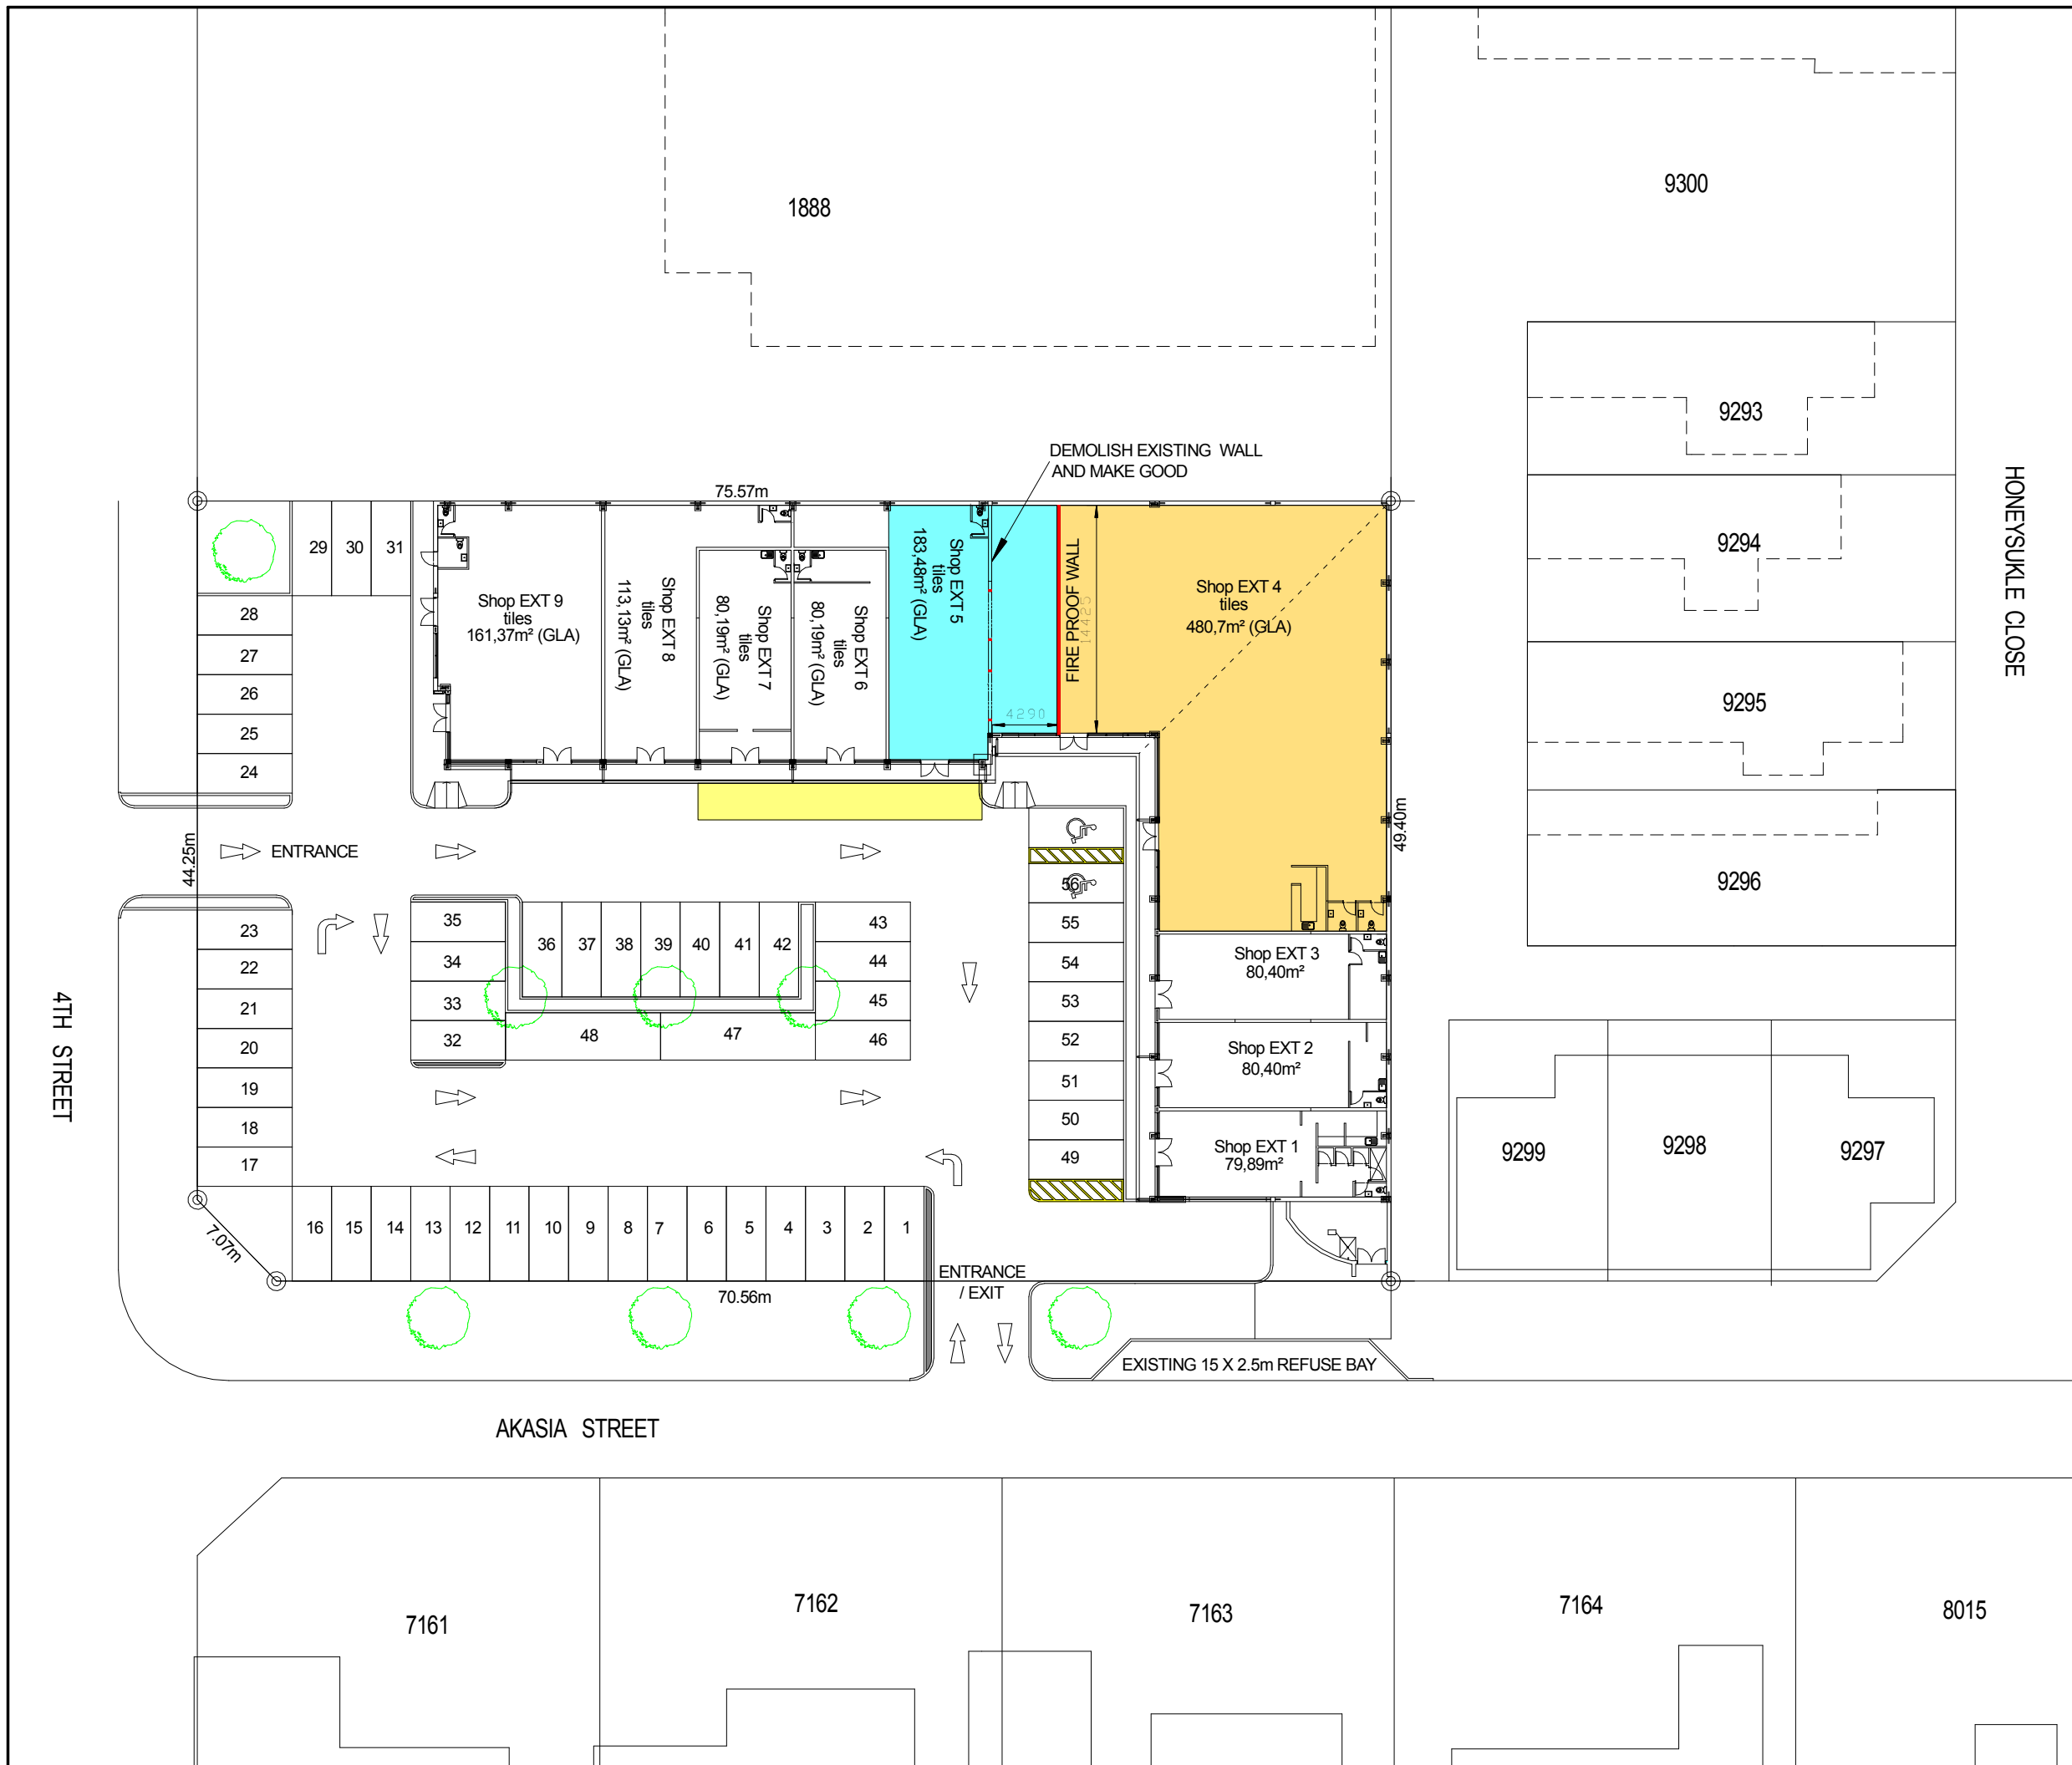 1888
9300
9293
9294
9295
9296
HONEYSUKLE CLOSE
DEMOLISH EXISTING WALL
AND MAKE GOOD
75.57m
29
30
31
28
27
26
25
24
Shop EXT 9
tiles
161,37m² (GLA)
Shop EXT 8
tiles
113,13m² (GLA)
Shop EXT 7
tiles
80,19m² (GLA)
Shop EXT 6
tiles
80,19m² (GLA)
Shop EXT 5
tiles
183,48m² (GLA)
FIRE PROOF WALL
14425
4290
Shop EXT 4
tiles
480,7m² (GLA)
49.40m
44.25m
ENTRANCE
23
22
21
20
19
18
17
35
34
33
32
36
37
38
39
40
41
42
43
44
45
46
48
47
56
55
54
53
52
51
50
49
Shop EXT 3
80,40m²
Shop EXT 2
80,40m²
Shop EXT 1
79,89m²
9299
9298
9297
4TH STREET
7.07m
16
15
14
13
12
11
10
9
8
7
6
5
4
3
2
1
70.56m
ENTRANCE
/ EXIT
EXISTING 15 X 2.5m REFUSE BAY
AKASIA STREET
7161
7162
7163
7164
8015